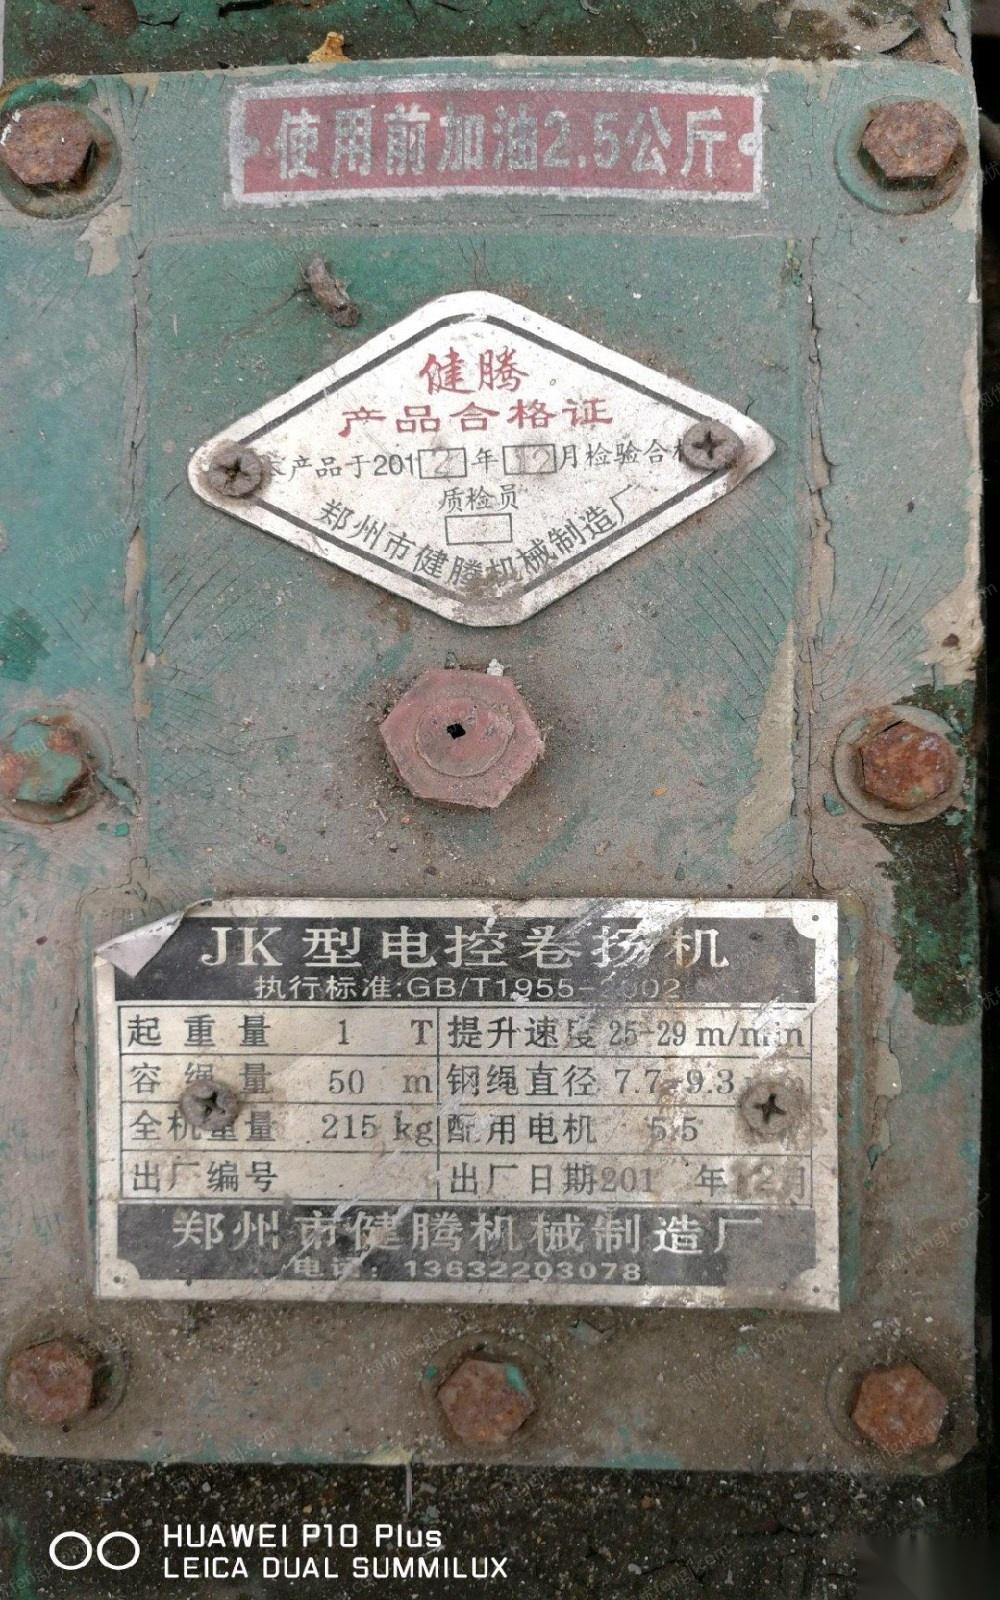 使用前加油2.5公斤
健腾
产品合格证
产品于2012年12月检验合格
质检员
郑州市健腾机械制造厂
JK型电控卷扬机
执行标准:GB/T1955-2002
起重量 1 T 提升速度 25-29 m/min
容绳量 50 m 钢绳直径 7.7-9.3
全机重量 215 kg 配用电机 5.5
出厂编号 出厂日期201 年12月
郑州市健腾机械制造厂
电话：13632203078
HUAWEI P10 Plus
LEICA DUAL SUMMILUX